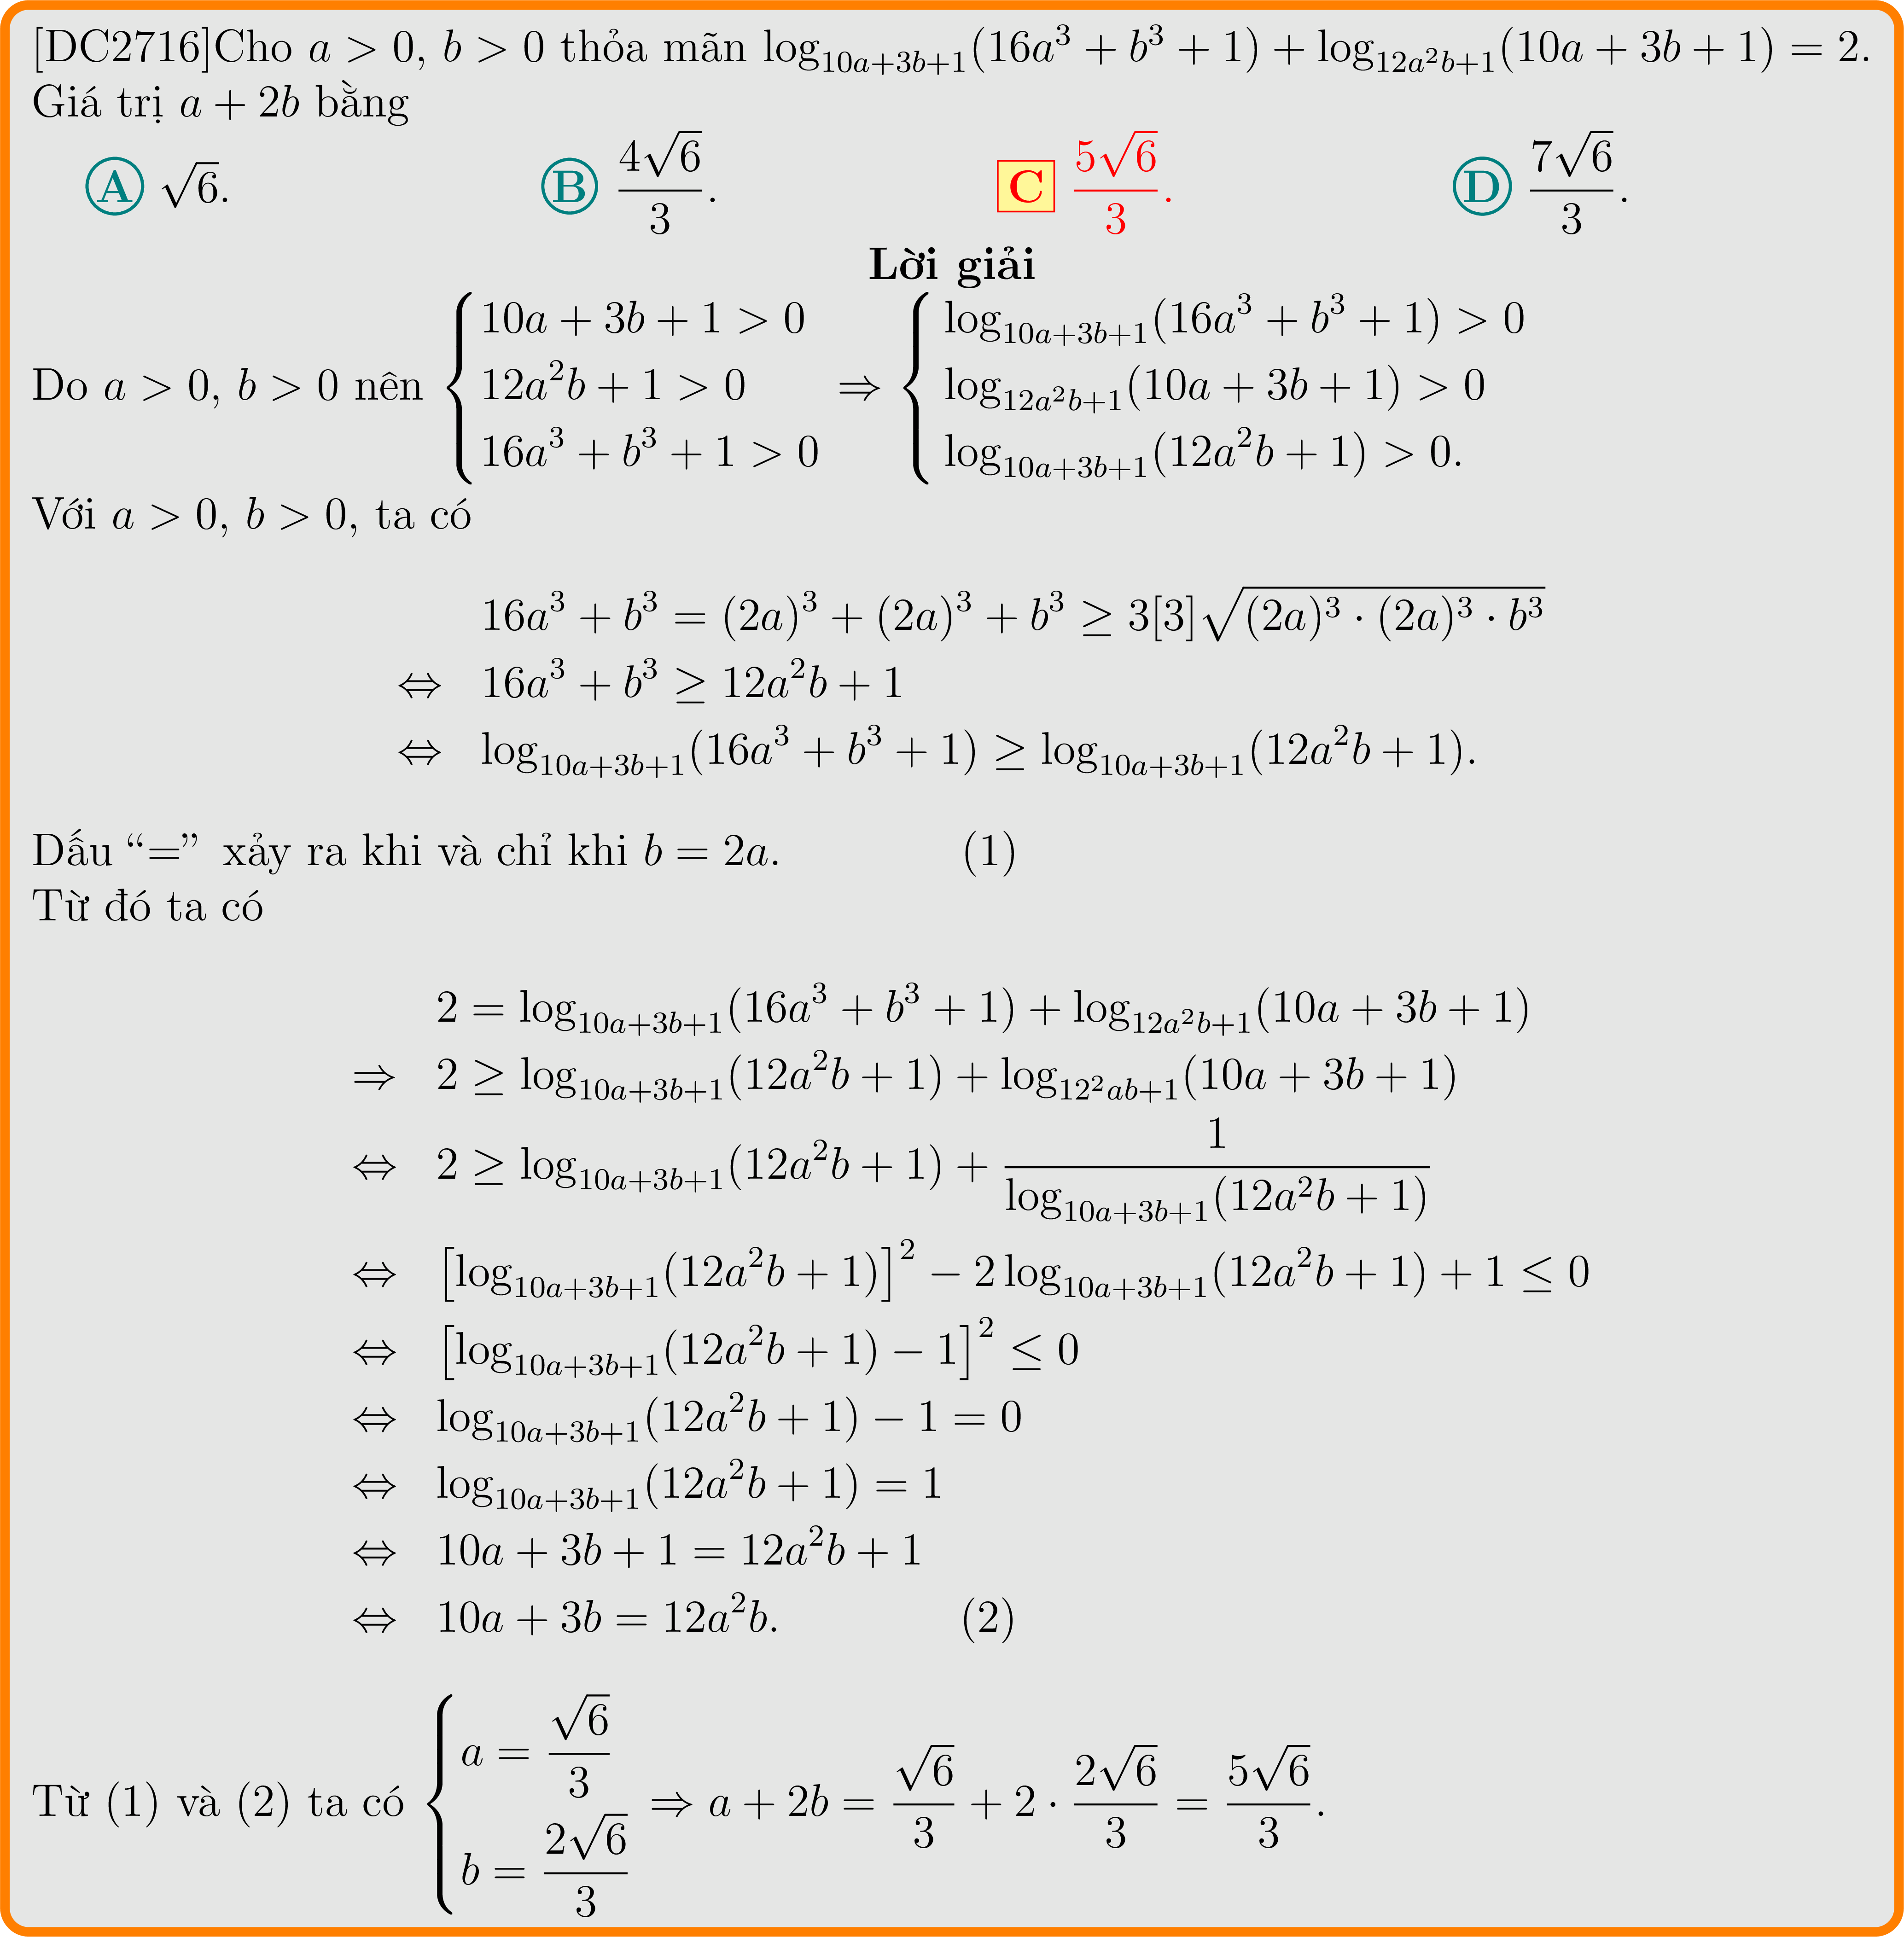 [DC2716]Cho $a > 0$, $b > 0$ thỏa mãn $\log_{10a+3b+1}(16a^3 + b^3 + 1) + \log_{12a^2b+1}(10a + 3b + 1) = 2$.
Giá trị $a + 2b$ bằng
A $\sqrt{6}$. B $\dfrac{4\sqrt{6}}{3}$. C $\dfrac{5\sqrt{6}}{3}$. D $\dfrac{7\sqrt{6}}{3}$.
Lời giải
Do $a > 0$, $b > 0$ nên $\begin{cases} 10a + 3b + 1 > 0 \\ 12a^2b + 1 > 0 \\ 16a^3 + b^3 + 1 > 0 \end{cases} \Rightarrow \begin{cases} \log_{10a+3b+1}(16a^3 + b^3 + 1) > 0 \\ \log_{12a^2b+1}(10a + 3b + 1) > 0 \\ \log_{10a+3b+1}(12a^2b + 1) > 0. \end{cases}$
Với $a > 0$, $b > 0$, ta có
$16a^3 + b^3 = (2a)^3 + (2a)^3 + b^3 \geq 3[3]\sqrt{(2a)^3 \cdot (2a)^3 \cdot b^3}$
$\Leftrightarrow 16a^3 + b^3 \geq 12a^2b + 1$
$\Leftrightarrow \log_{10a+3b+1}(16a^3 + b^3 + 1) \geq \log_{10a+3b+1}(12a^2b + 1).$
Dấu “=” xảy ra khi và chỉ khi $b = 2a$. (1)
Từ đó ta có
$2 = \log_{10a+3b+1}(16a^3 + b^3 + 1) + \log_{12a^2b+1}(10a + 3b + 1)$
$\Rightarrow 2 \geq \log_{10a+3b+1}(12a^2b + 1) + \log_{12^2ab+1}(10a + 3b + 1)$
$\Leftrightarrow 2 \geq \log_{10a+3b+1}(12a^2b + 1) + \dfrac{1}{\log_{10a+3b+1}(12a^2b + 1)}$
$\Leftrightarrow \left[\log_{10a+3b+1}(12a^2b + 1)\right]^2 - 2\log_{10a+3b+1}(12a^2b + 1) + 1 \leq 0$
$\Leftrightarrow \left[\log_{10a+3b+1}(12a^2b + 1) - 1\right]^2 \leq 0$
$\Leftrightarrow \log_{10a+3b+1}(12a^2b + 1) - 1 = 0$
$\Leftrightarrow \log_{10a+3b+1}(12a^2b + 1) = 1$
$\Leftrightarrow 10a + 3b + 1 = 12a^2b + 1$
$\Leftrightarrow 10a + 3b = 12a^2b.$ (2)
Từ (1) và (2) ta có $\begin{cases} a = \dfrac{\sqrt{6}}{3} \\ b = \dfrac{2\sqrt{6}}{3} \end{cases} \Rightarrow a + 2b = \dfrac{\sqrt{6}}{3} + 2 \cdot \dfrac{2\sqrt{6}}{3} = \dfrac{5\sqrt{6}}{3}.$